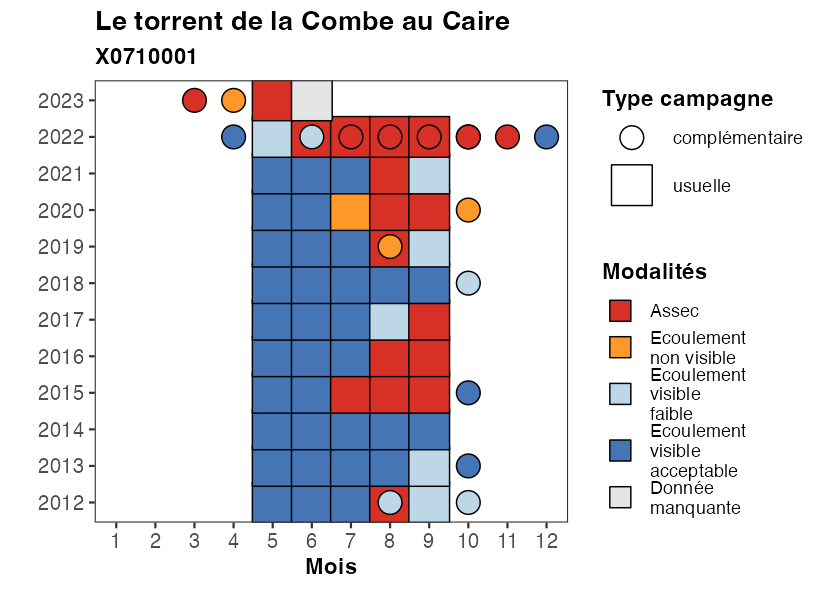 Le torrent de la Combe au Caire
X0710001
2023
2022
2021
2020
2019
2018
2017
2016
2015
2014
2013
2012
1 2 3 4 5 6 7 8 9 10 11 12
Mois
Type campagne
complémentaire
usuelle
Modalités
Assec
Ecoulement
non visible
Ecoulement
visible
faible
Ecoulement
visible
acceptable
Donnée
manquante